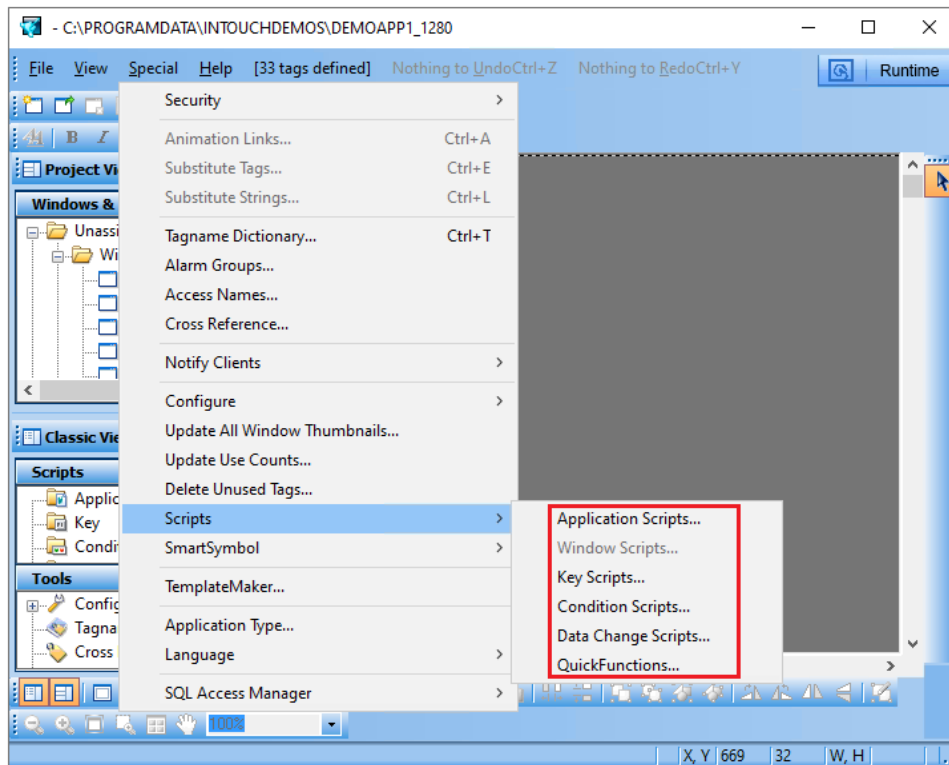 - C:\PROGRAMDATA\INTOUCHDEMOS\DEMOAPP1_1280
File View Special Help [33 tags defined] Nothing to UndoCtrl+Z Nothing to RedoCtrl+Y
Runtime
B I
Security
Animation Links... Ctrl+A
Substitute Tags... Ctrl+E
Substitute Strings... Ctrl+L
Tagname Dictionary... Ctrl+T
Alarm Groups...
Access Names...
Cross Reference...
Notify Clients
Configure
Update All Window Thumbnails...
Update Use Counts...
Delete Unused Tags...
Scripts
SmartSymbol
TemplateMaker...
Application Type...
Language
SQL Access Manager
Application Scripts...
Window Scripts...
Key Scripts...
Condition Scripts...
Data Change Scripts...
QuickFunctions...
Project Vi
Windows &
Unassi
Wi
Classic Vie
Scripts
Applic
Key
Condi
Tools
Config
Tagna
Cross
100%
X, Y 669 32 W, H